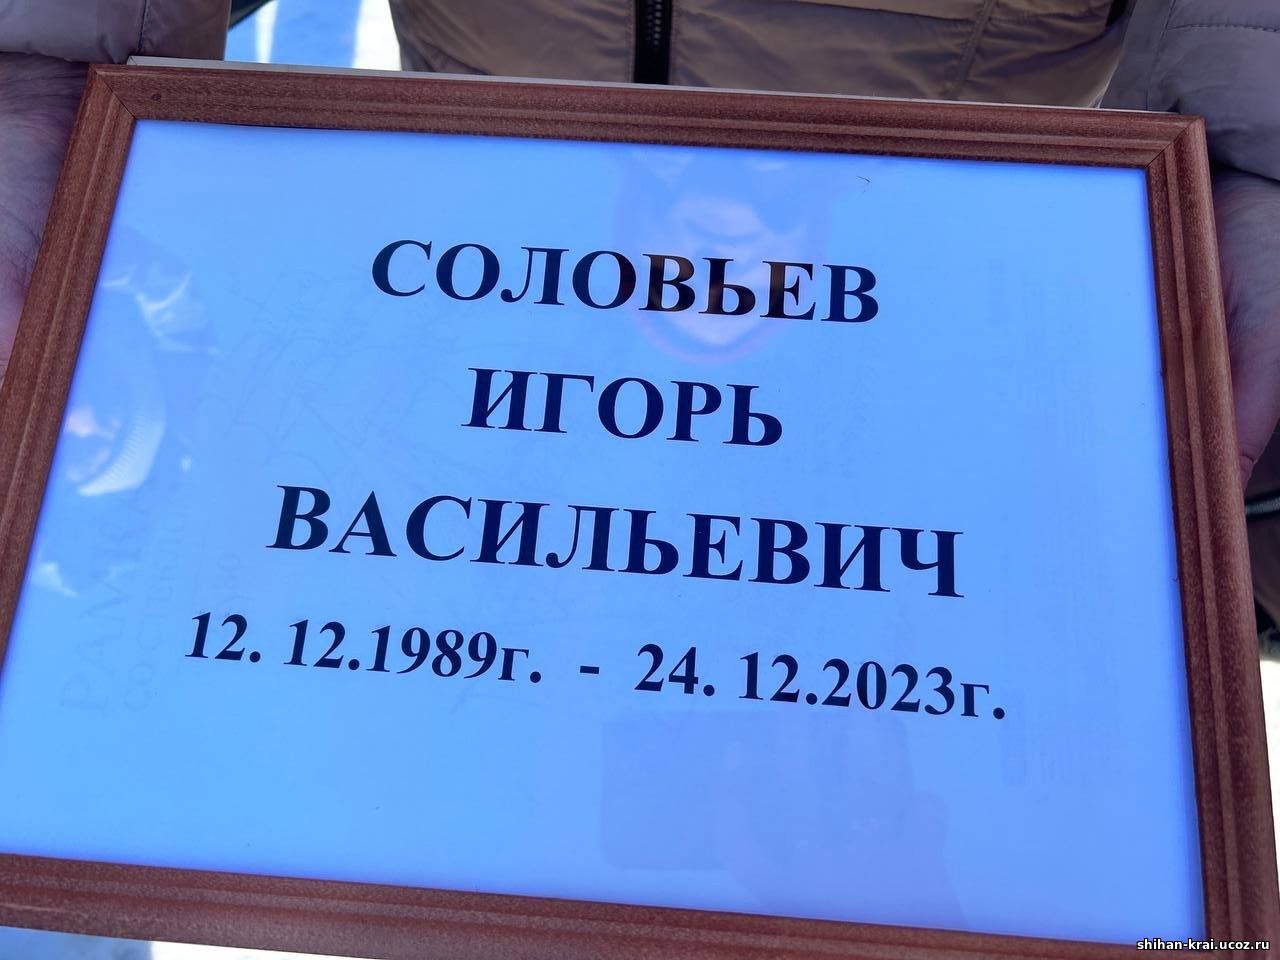 СОЛОВЬЕВ
ИГОРЬ
ВАСИЛЬЕВИЧ
12. 12.1989г. - 24. 12.2023г.
shihan-krai.ucoz.ru